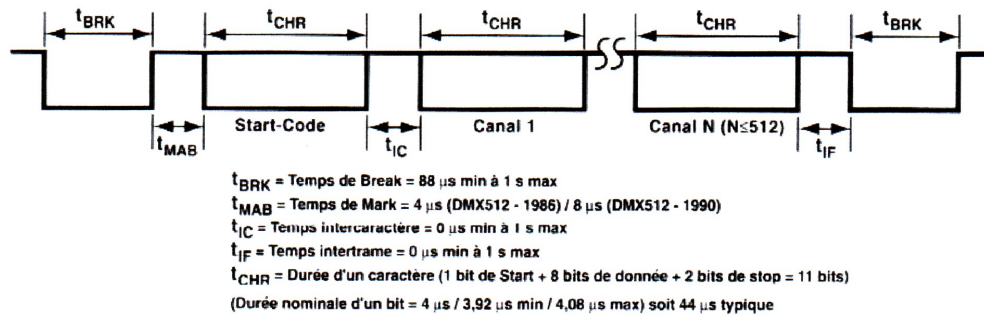 tBRK tCHR tCHR tCHR tBRK
Start-Code Canal 1 Canal N (N≤512)
tMAB tIC tIF
tBRK = Temps de Break = 88 µs min à 1 s max
tMAB = Temps de Mark = 4 µs (DMX512 - 1986) / 8 µs (DMX512 - 1990)
tIC = Temps intercaractère = 0 µs min à 1 s max
tIF = Temps intertrame = 0 µs min à 1 s max
tCHR = Durée d'un caractère (1 bit de Start + 8 bits de donnée + 2 bits de stop = 11 bits)
(Durée nominale d'un bit = 4 µs / 3,92 µs min / 4,08 µs max) soit 44 µs typique